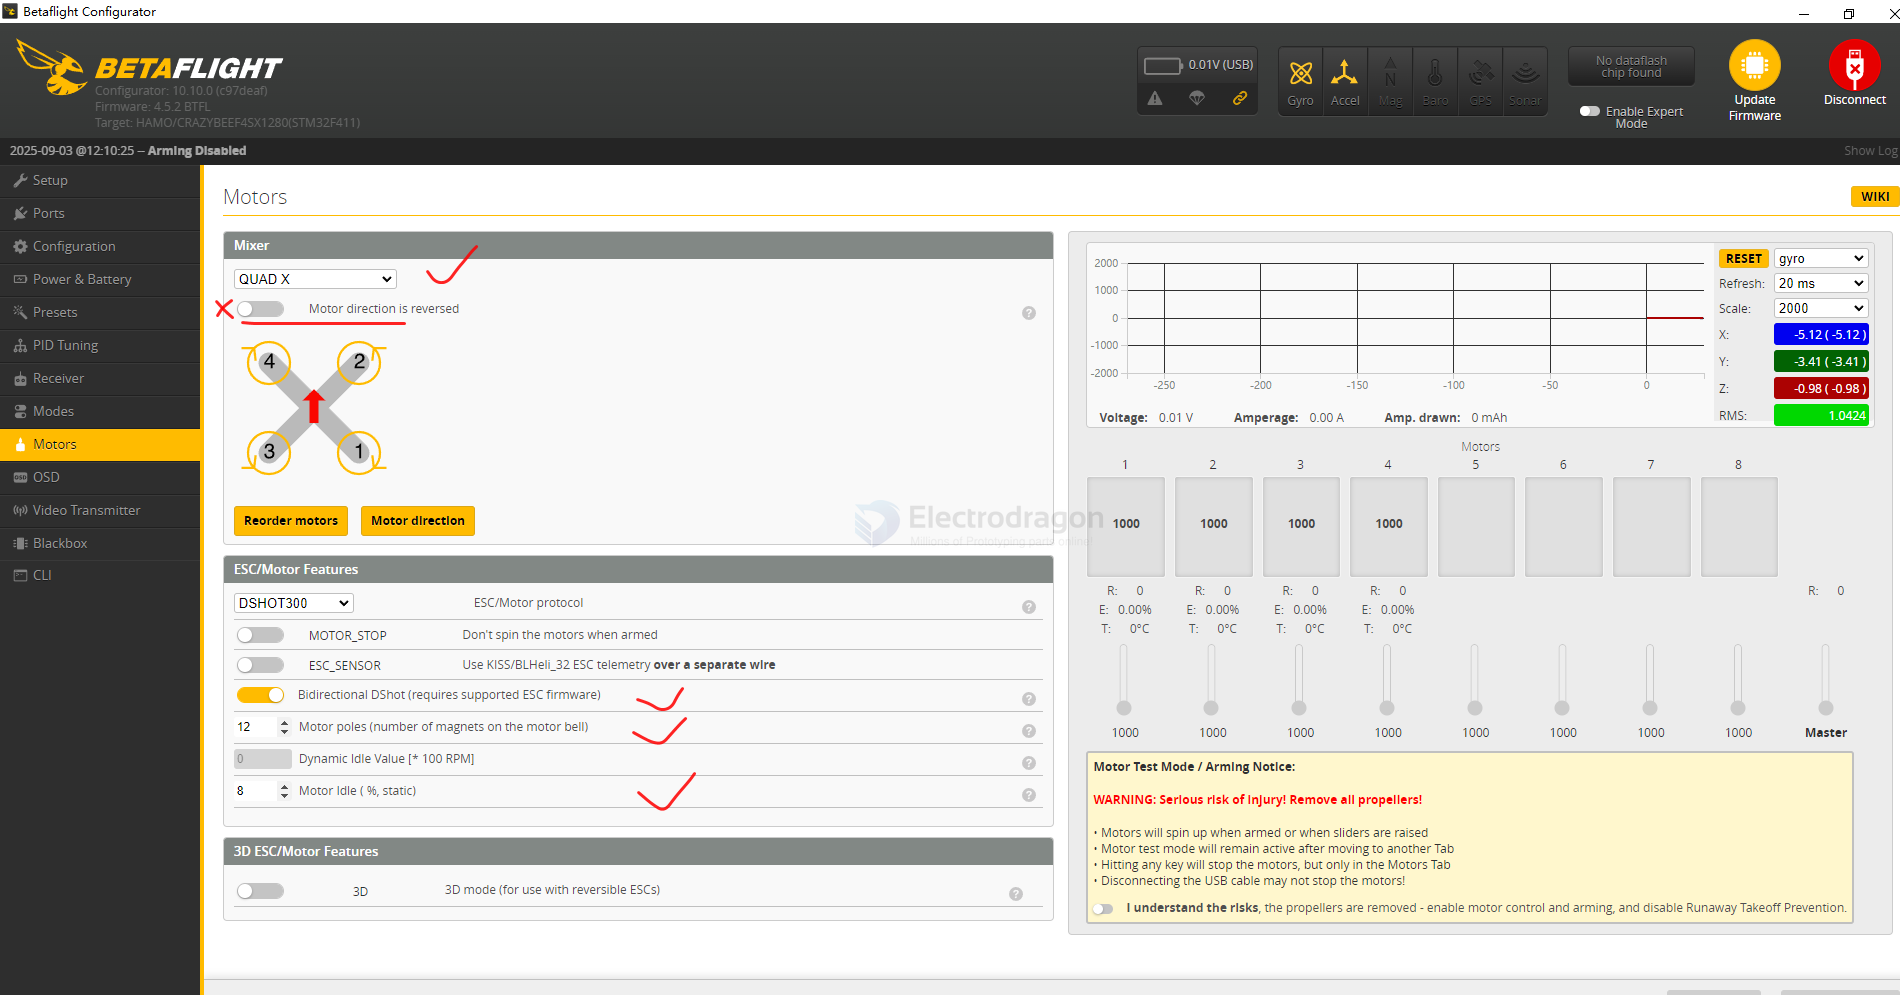 Betaflight Configurator
BETAFLIGHT
Configurator: 10.10.0 (c97deaf)
Firmware: 4.5.2 BTFL
Target: HAMO/CRAZYBEEF4SX1280(STM32F411)
0.01V (USB)
Gyro
Accel
Mag
Baro
GPS
Sonar
No dataflash
chip found
Enable Expert
Mode
Update
Firmware
Disconnect
2025-09-03 @12:10:25 -- Arming Disabled
Show Log
Setup
Ports
Configuration
Power & Battery
Presets
PID Tuning
Receiver
Modes
Motors
OSD
Video Transmitter
Blackbox
CLI
Motors
WIKI
Mixer
QUAD X
Motor direction is reversed
4
2
3
1
Reorder motors
Motor direction
Electrodragon
Millions of Prototyping parts online!
ESC/Motor Features
DSHOT300
ESC/Motor protocol
MOTOR_STOP
Don't spin the motors when armed
ESC_SENSOR
Use KISS/BLHeli_32 ESC telemetry over a separate wire
Bidirectional DShot (requires supported ESC firmware)
12
Motor poles (number of magnets on the motor bell)
0
Dynamic Idle Value [* 100 RPM]
8
Motor Idle ( %, static)
3D ESC/Motor Features
3D
3D mode (for use with reversible ESCs)
2000
1000
0
-1000
-2000
-250
-200
-150
-100
-50
0
RESET
gyro
Refresh:
20 ms
Scale:
2000
X:
-5.12 ( -5.12 )
Y:
-3.41 ( -3.41 )
Z:
-0.98 ( -0.98 )
RMS:
1.0424
Voltage: 0.01 V
Amperage: 0.00 A
Amp. drawn: 0 mAh
Motors
1 2 3 4 5 6 7 8
1000 1000 1000 1000
R: 0 R: 0 R: 0 R: 0 R: 0
E: 0.00% E: 0.00% E: 0.00% E: 0.00%
T: 0°C T: 0°C T: 0°C T: 0°C
1000 1000 1000 1000 1000 1000 1000 1000 Master
Motor Test Mode / Arming Notice:
WARNING: Serious risk of injury! Remove all propellers!
• Motors will spin up when armed or when sliders are raised
• Motor test mode will remain active after moving to another Tab
• Hitting any key will stop the motors, but only in the Motors Tab
• Disconnecting the USB cable may not stop the motors!
I understand the risks, the propellers are removed - enable motor control and arming, and disable Runaway Takeoff Prevention.